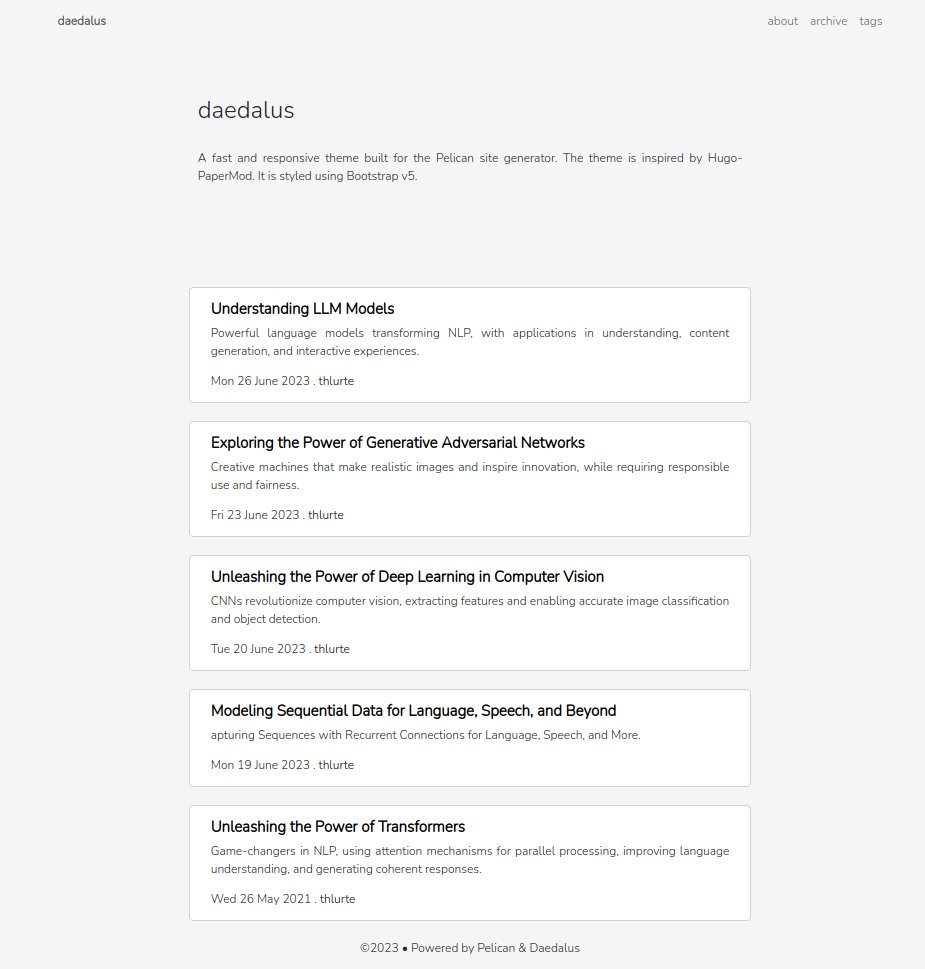 daedalus
about archive tags
daedalus
A fast and responsive theme built for the Pelican site generator. The theme is inspired by Hugo-
PaperMod. It is styled using Bootstrap v5.
Understanding LLM Models
Powerful language models transforming NLP, with applications in understanding, content
generation, and interactive experiences.
Mon 26 June 2023 . thlurte
Exploring the Power of Generative Adversarial Networks
Creative machines that make realistic images and inspire innovation, while requiring responsible
use and fairness.
Fri 23 June 2023 . thlurte
Unleashing the Power of Deep Learning in Computer Vision
CNNs revolutionize computer vision, extracting features and enabling accurate image classification
and object detection.
Tue 20 June 2023 . thlurte
Modeling Sequential Data for Language, Speech, and Beyond
apturing Sequences with Recurrent Connections for Language, Speech, and More.
Mon 19 June 2023 . thlurte
Unleashing the Power of Transformers
Game-changers in NLP, using attention mechanisms for parallel processing, improving language
understanding, and generating coherent responses.
Wed 26 May 2021 . thlurte
©2023 • Powered by Pelican & Daedalus